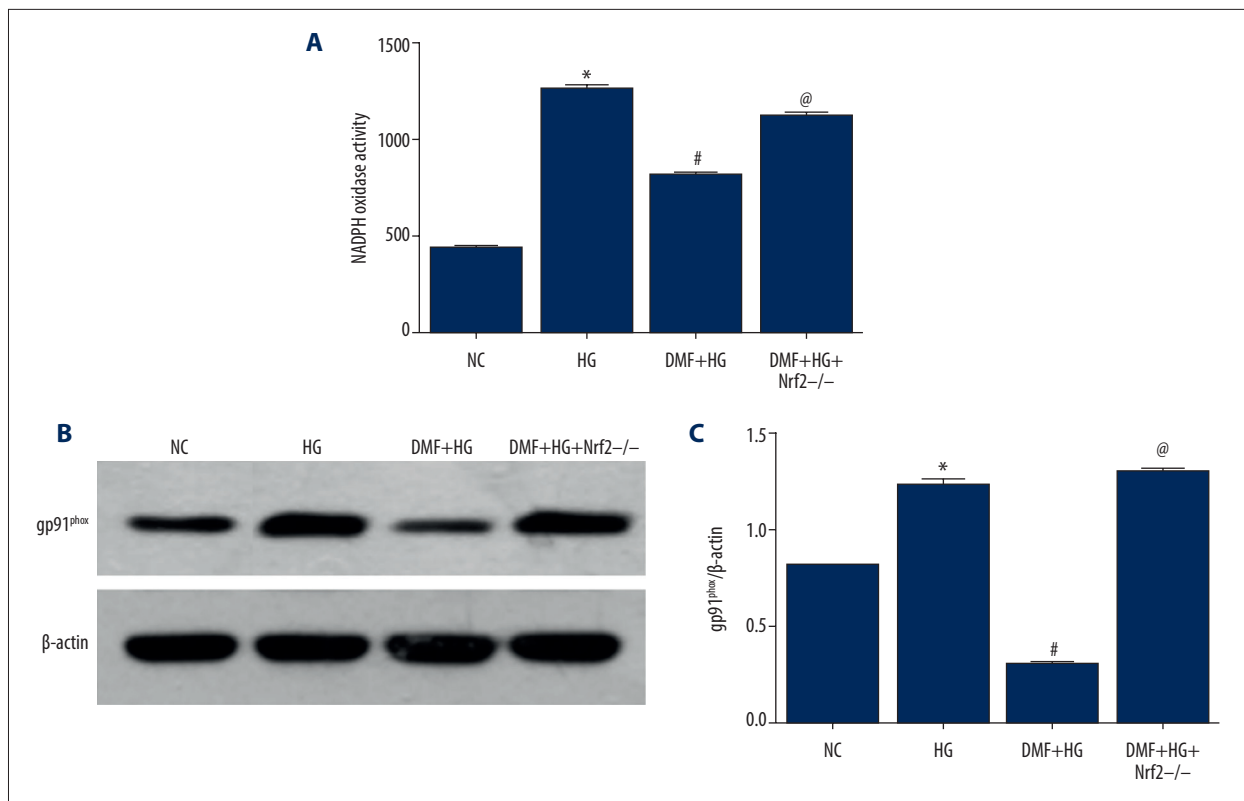 A
1500
1000
500
0
NADPH oxidase activity
*
#
@
NC HG DMF+HG DMF+HG+
Nrf2–/–
B
NC HG DMF+HG DMF+HG+Nrf2–/–
gp91phox
β-actin
C
1.5
1.0
0.5
0.0
gp91phox/β-actin
*
#
@
NC HG DMF+HG DMF+HG+
Nrf2–/–